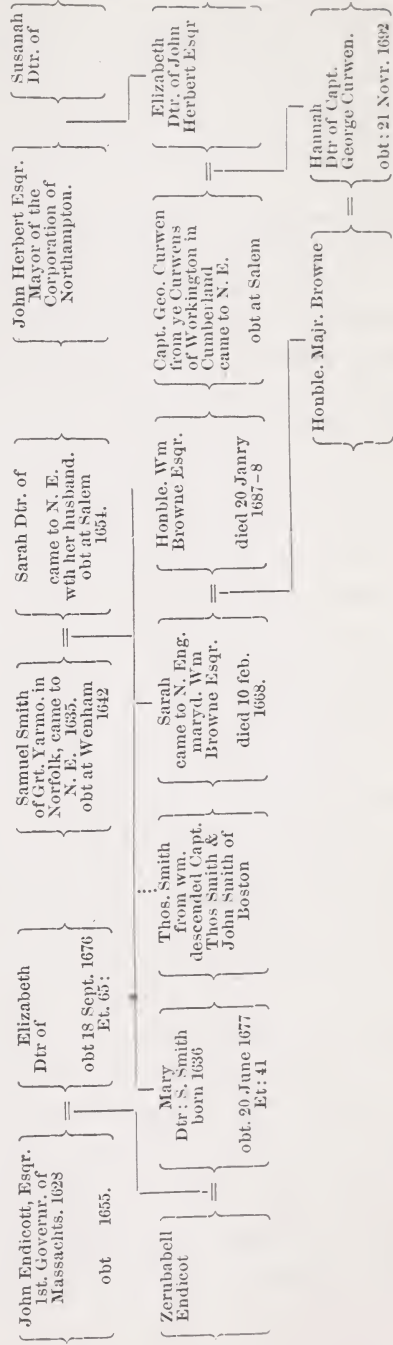 John Endicott, Esqr.
1st. Governr. of
Massachts. 1628
obt 1655.
Elizabeth
Dtr of
obt 18 Sept. 1676
Et. 65:
Samuel Smith
of Grt. Yarmo. in
Norfolk, came to
N. E. 1635.
obt at Wenham
1642
Sarah Dtr. of
came to N. E.
wth her husband.
obt at Salem
1654.
John Herbert Esqr.
Mayor of the
Corporation of
Northampton.
Susanah
Dtr. of
Zerubabell
Endicot
Mary
Dtr: S. Smith
born 1636
obt. 20 June 1677
Et: 41
Thos. Smith
from wm.
descended Capt.
Thos Smith &
John Smith of
Boston
Sarah
came to N. Eng.
maryd. Wm
Browne Esqr.
died 10 feb.
1668.
Honble. Wm
Browne Esqr.
died 20 Janry
1687-8
Capt. Geo. Curwen
from ye Curwens
of Workington in
Cumberland
came to N. E.
obt at Salem
Elizabeth
Dtr. of John
Herbert Esqr
Honble. Majr. Browne
Hannah
Dtr of Capt.
George Curwen.
obt: 21 Novr. 1692